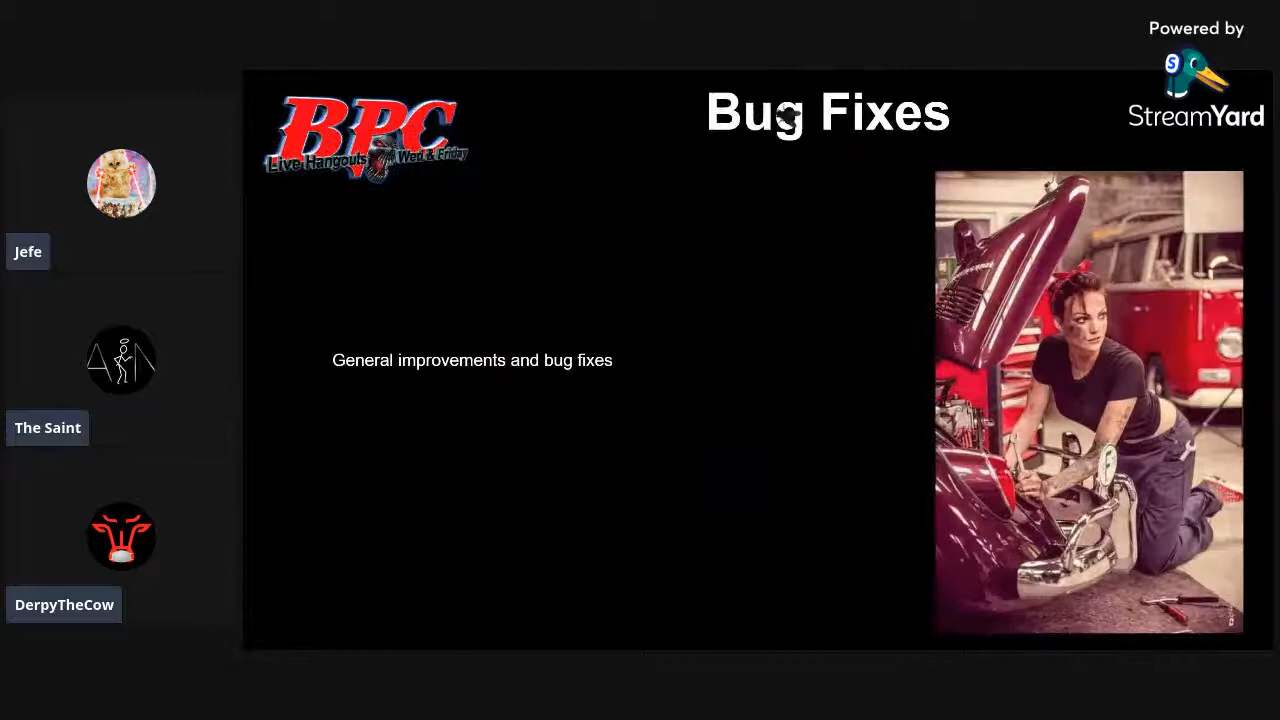 Powered by
StreamYard
BPC
Live Hangouts Wed & Friday
Bug Fixes
Jefe
General improvements and bug fixes
The Saint
DerpyTheCow